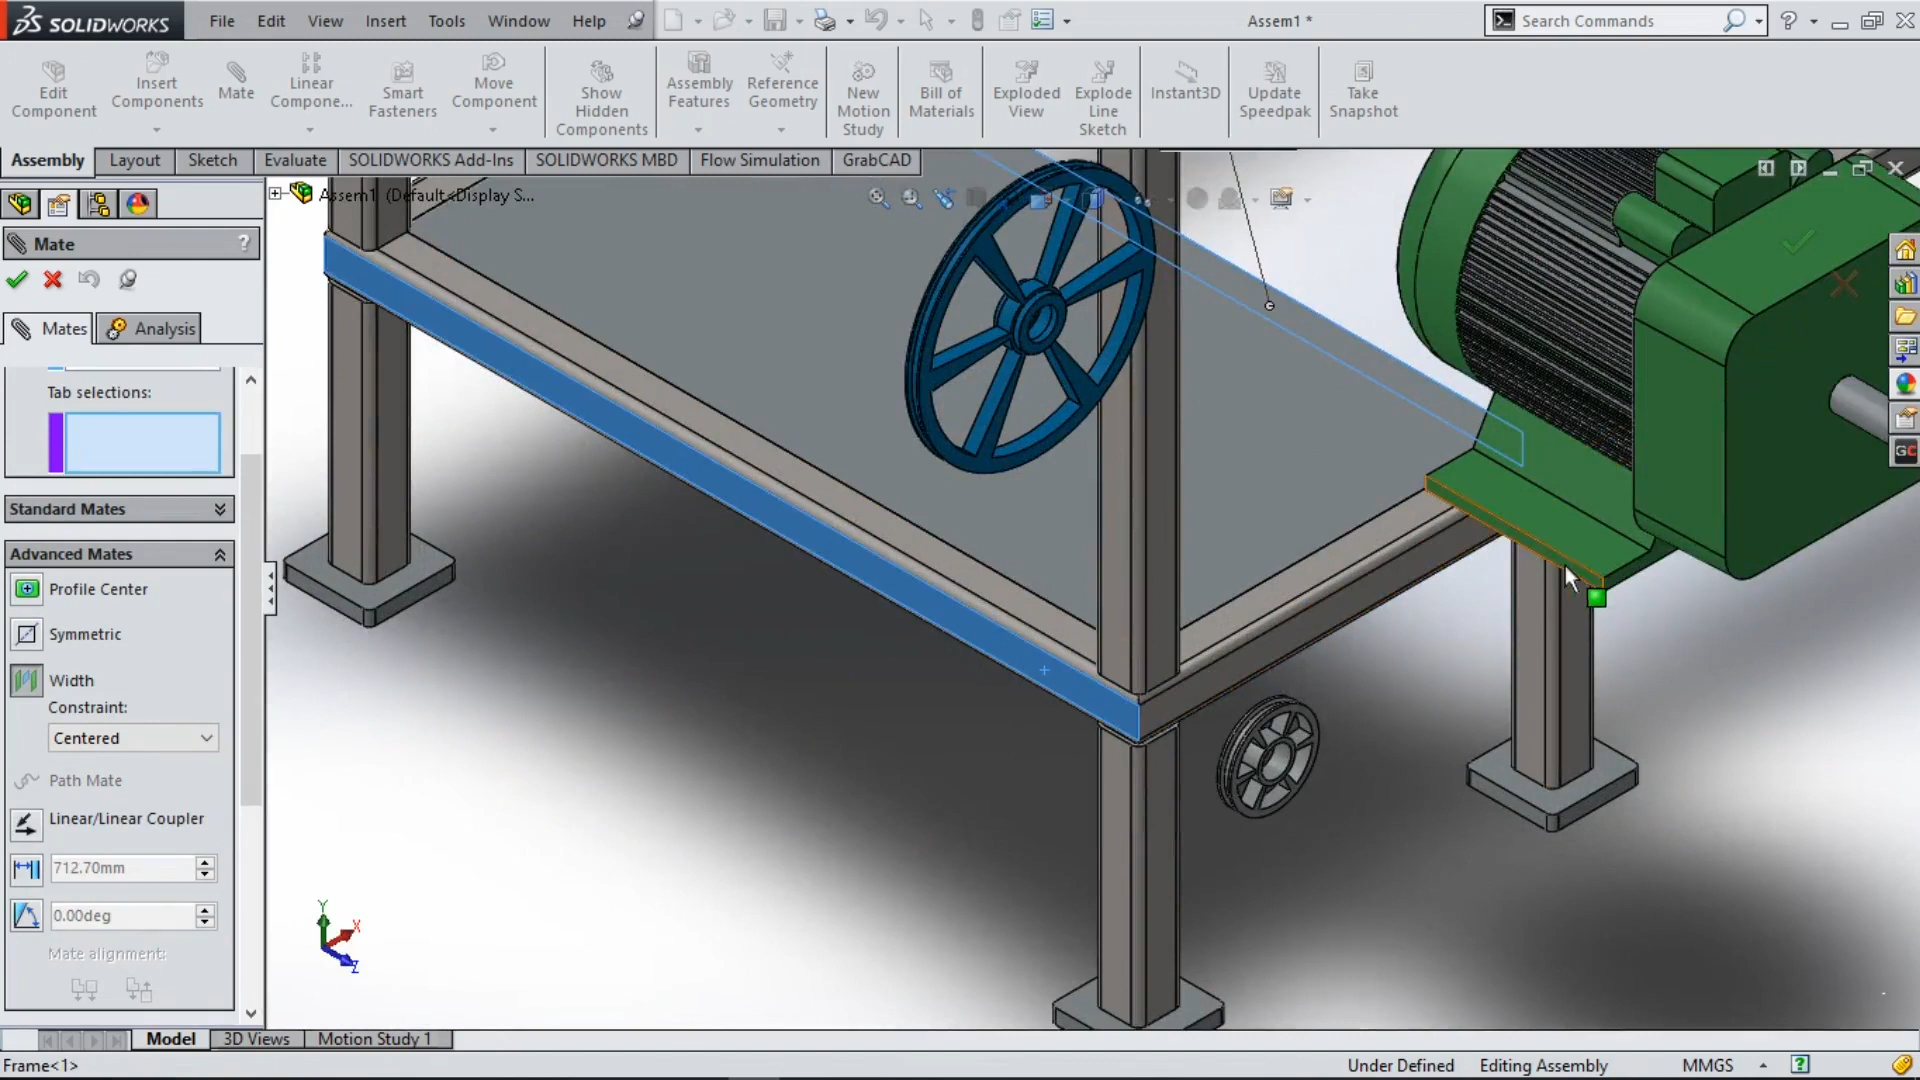 SOLIDWORKS File Edit View Insert Tools Window Help Assem1 * Search Commands
Edit Component
Insert Components
Mate
Linear Compone...
Smart Fasteners
Move Component
Show Hidden Components
Assembly Features
Reference Geometry
New Motion Study
Bill of Materials
Exploded View
Explode Line Sketch
Instant3D
Update Speedpak
Take Snapshot
Assembly Layout Sketch Evaluate SOLIDWORKS Add-Ins SOLIDWORKS MBD Flow Simulation GrabCAD
Assem1 (Default<Display S...
Mate ?
Mates Analysis
Tab selections:
Standard Mates
Advanced Mates
Profile Center
Symmetric
Width
Constraint:
Centered
Path Mate
Linear/Linear Coupler
712.70mm
0.00deg
Mate alignment:
Y
X
Z
GC
Model 3D Views Motion Study 1
Frame<1> Under Defined Editing Assembly MMGS ?